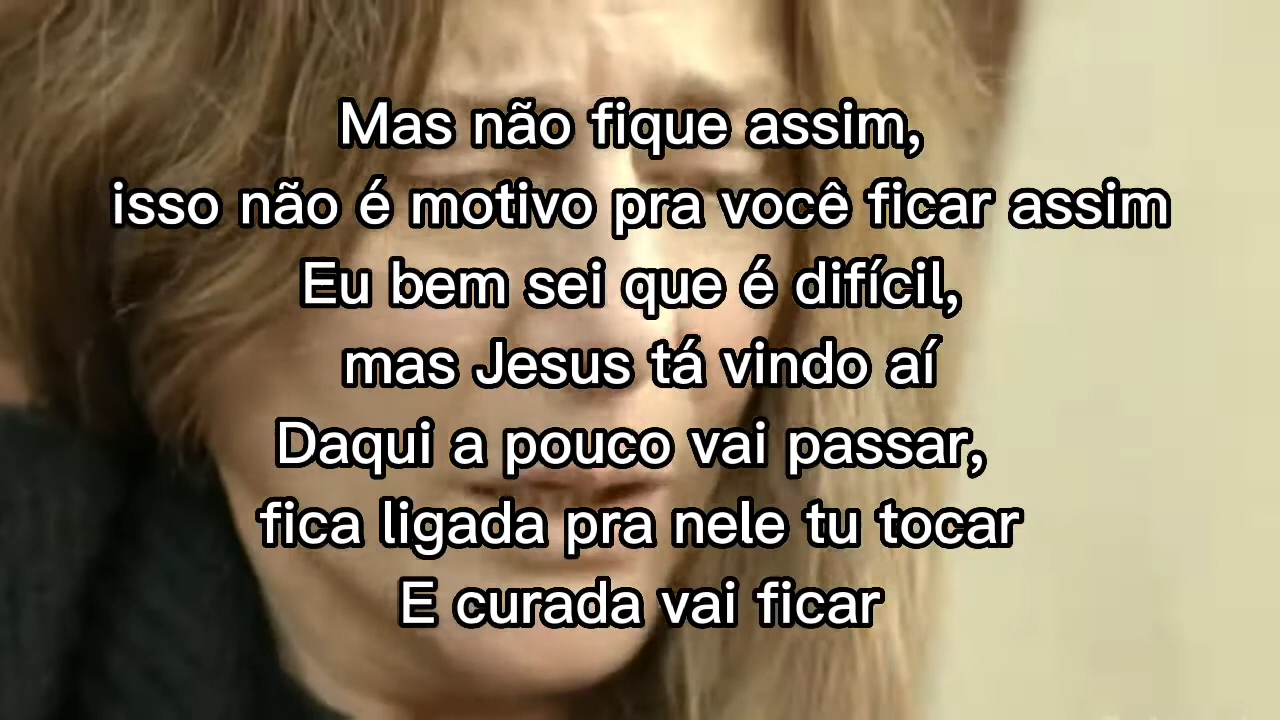 Mas não fique assim,
isso não é motivo pra você ficar assim
Eu bem sei que é difícil,
mas Jesus tá vindo aí
Daqui a pouco vai passar,
fica ligada pra nele tu tocar
E curada vai ficar